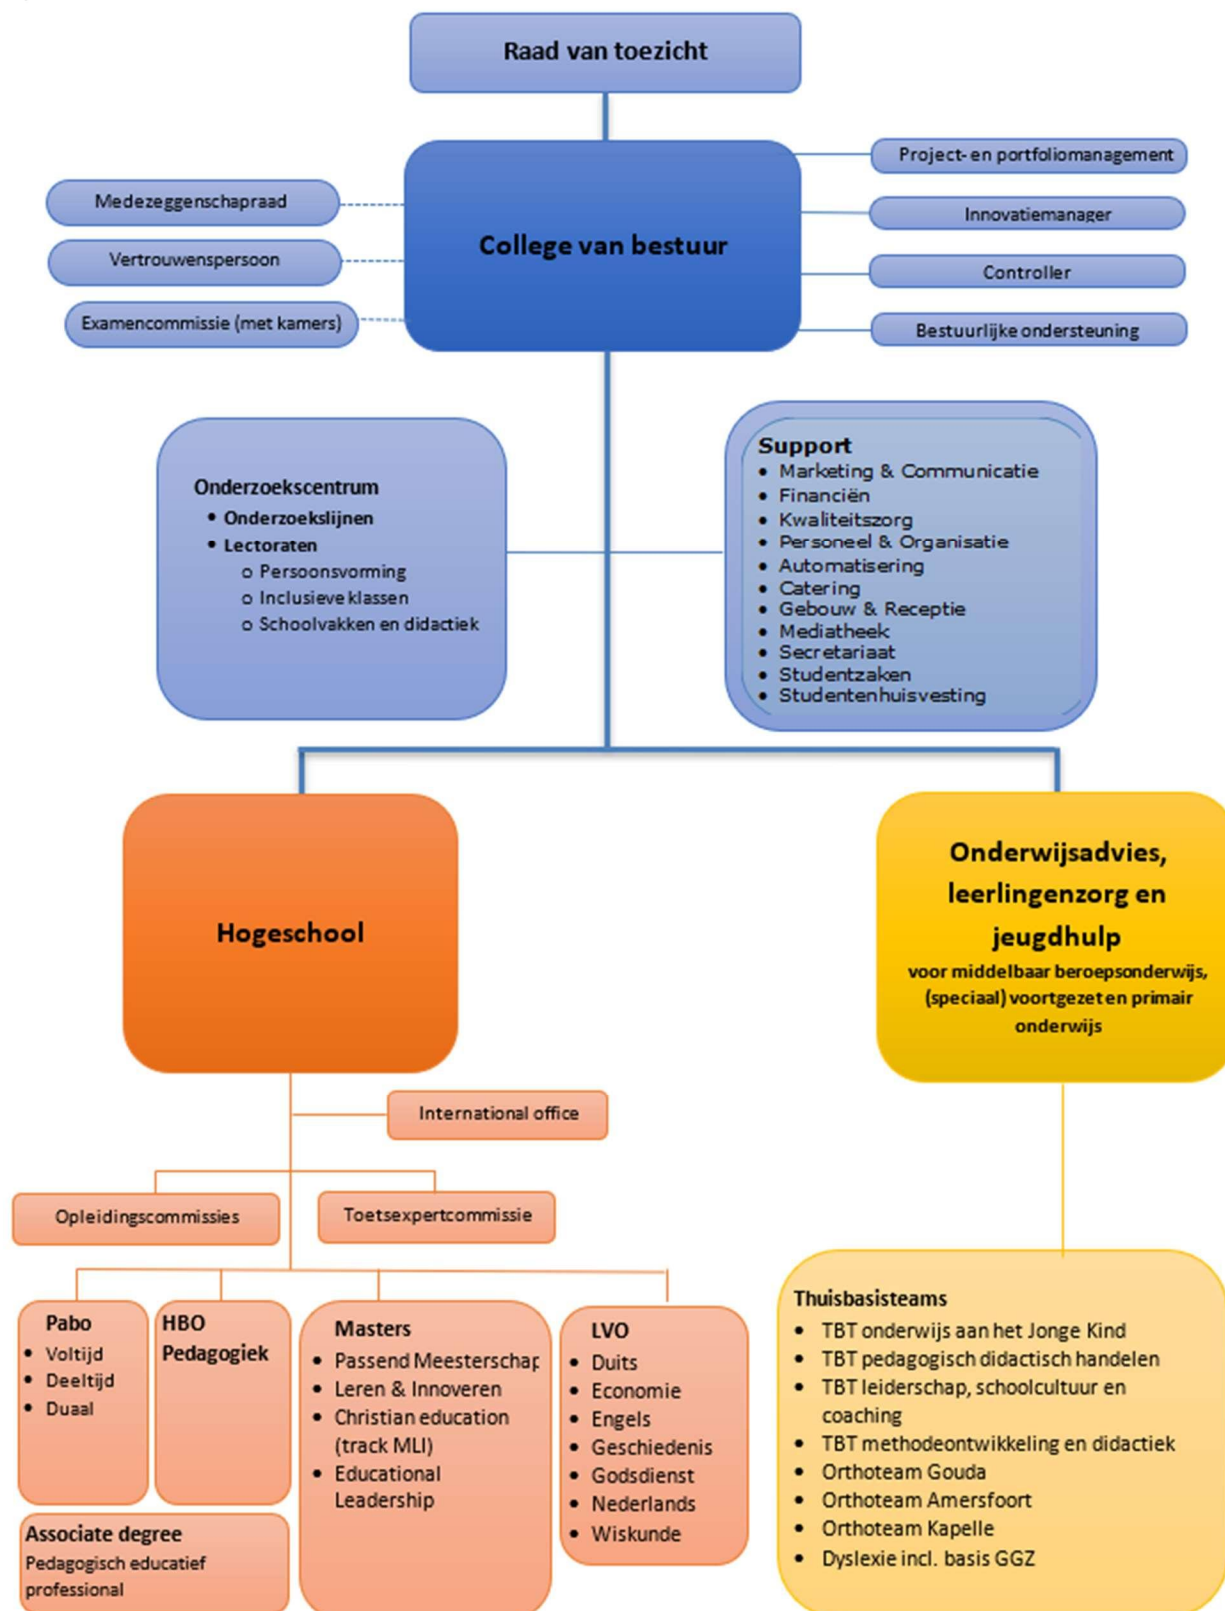 Raad van toezicht
College van bestuur
Medezeggenschapraad
Vertrouwenspersoon
Examencommissie (met kamers)
Project- en portfoliomanagement
Innovatiemanager
Controller
Bestuurlijke ondersteuning
Onderzoekscentrum
• Onderzoekslijnen
• Lectoraten
o Persoonsvorming
o Inclusieve klassen
o Schoolvakken en didactiek
Support
• Marketing & Communicatie
• Financiën
• Kwaliteitszorg
• Personeel & Organisatie
• Automatisering
• Catering
• Gebouw & Receptie
• Mediatheek
• Secretariaat
• Studentzaken
• Studentenhuisvesting
Hogeschool
Onderwijsadvies,
leerlingenzorg en
jeugdhulp
voor middelbaar beroepsonderwijs,
(speciaal) voortgezet en primair
onderwijs
International office
Opleidingscommissies
Toetsexpertcommissie
Pabo
• Voltijd
• Deeltijd
• Duaal
HBO
Pedagogiek
Associate degree
Pedagogisch educatief
professional
Masters
• Passend Meesterschap
• Leren & Innoveren
• Christian education
(track MLI)
• Educational
Leadership
LVO
• Duits
• Economie
• Engels
• Geschiedenis
• Godsdienst
• Nederlands
• Wiskunde
Thuisbasisteams
• TBT onderwijs aan het Jonge Kind
• TBT pedagogisch didactisch handelen
• TBT leiderschap, schoolcultuur en
coaching
• TBT methodeontwikkeling en didactiek
• Orthoteam Gouda
• Orthoteam Amersfoort
• Orthoteam Kapelle
• Dyslexie incl. basis GGZ